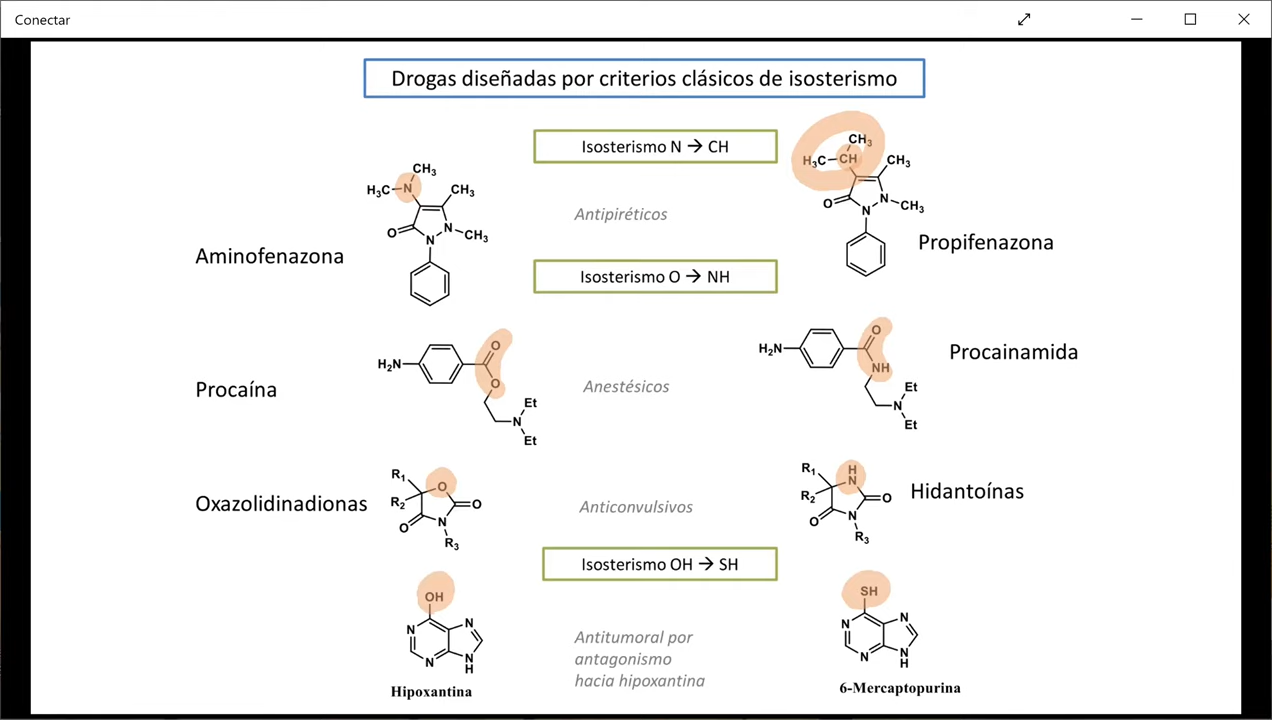 Conectar
Drogas diseñadas por criterios clásicos de isosterismo
Isosterismo N → CH
CH3
H3C N
CH3
O
N CH3
N
Aminofenazona
Antipiréticos
CH3
H3C CH
CH3
O
N CH3
N
Propifenazona
Isosterismo O → NH
Procaína
H2N
O
O
Et
N
Et
Anestésicos
H2N
O
NH
Et
N
Et
Procainamida
Oxazolidinadionas
R1
O
R2
O
O
N
R3
Anticonvulsivos
R1
H
N
R2
O
O
N
R3
Hidantoínas
Isosterismo OH → SH
OH
N
N
N
N
H
Hipoxantina
Antitumoral por
antagonismo
hacia hipoxantina
SH
N
N
N
N
H
6-Mercaptopurina